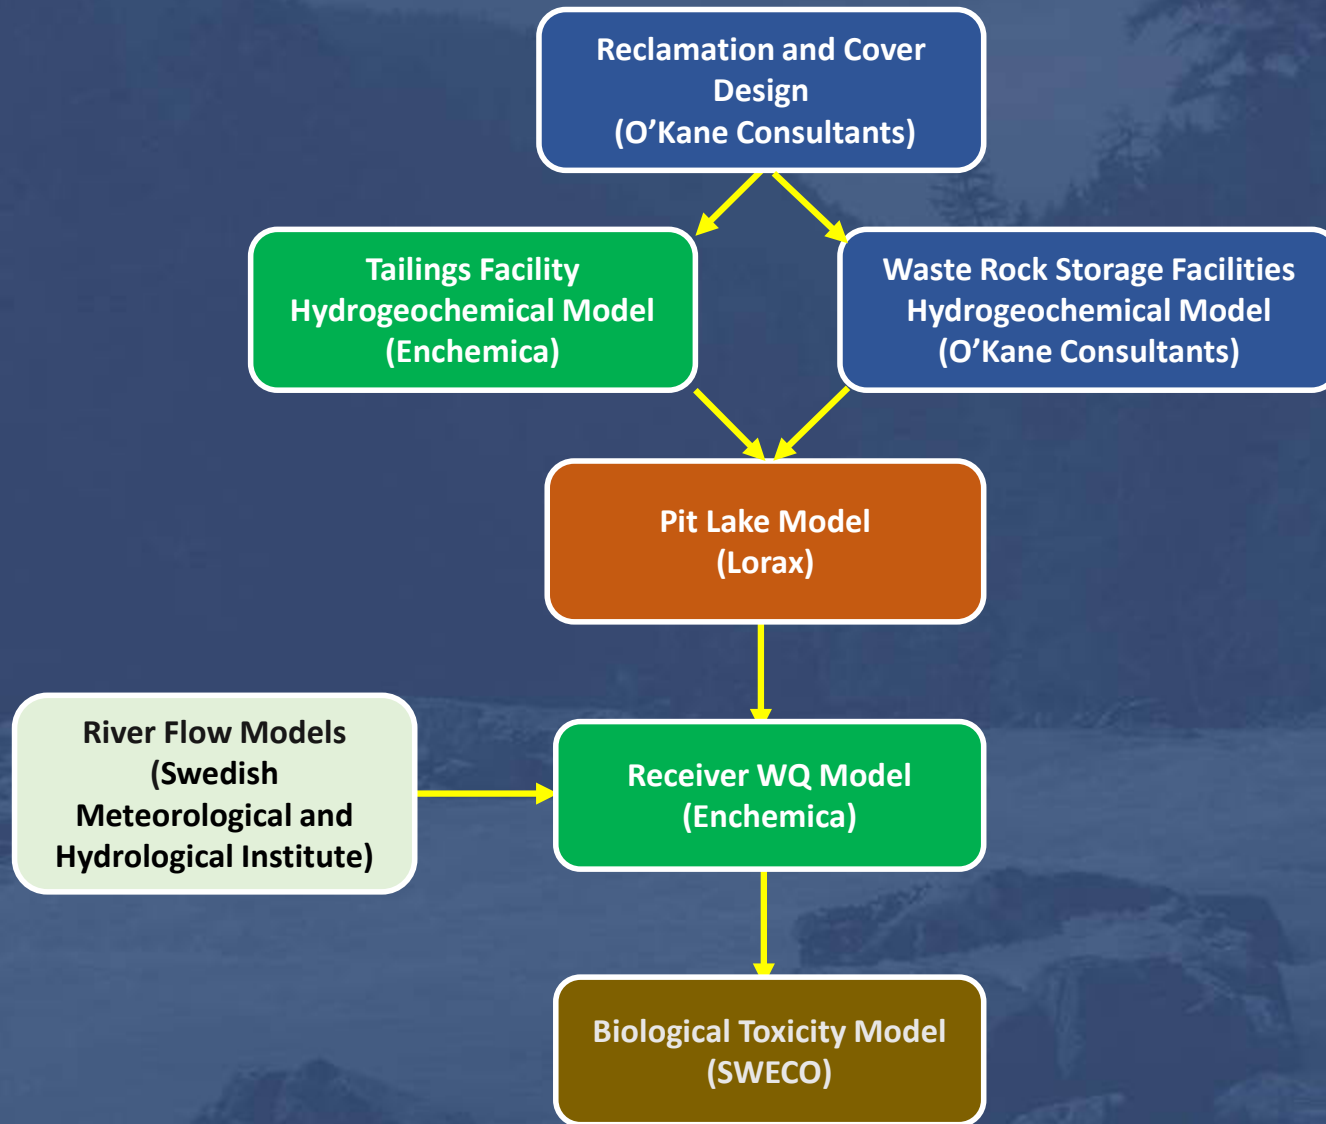 Reclamation and Cover
Design
(O’Kane Consultants)
Tailings Facility
Hydrogeochemical Model
(Enchemica)
Waste Rock Storage Facilities
Hydrogeochemical Model
(O’Kane Consultants)
Pit Lake Model
(Lorax)
River Flow Models
(Swedish
Meteorological and
Hydrological Institute)
Receiver WQ Model
(Enchemica)
Biological Toxicity Model
(SWECO)